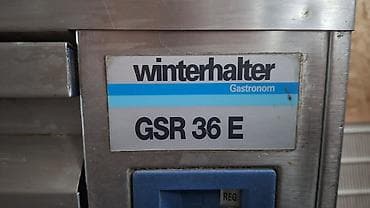 winterhalter
Gastronom
GSR 36 E
REG